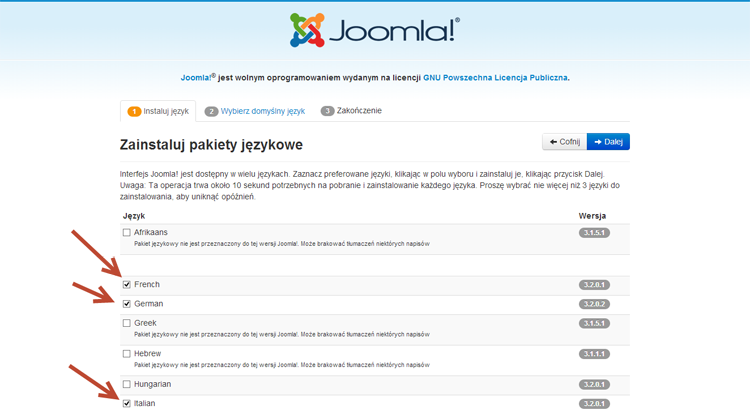 Joomla!®
Joomla!® jest wolnym oprogramowaniem wydanym na licencji GNU Powszechna Licencja Publiczna.
1 Instaluj język 2 Wybierz domyślny język 3 Zakończenie
Zainstaluj pakiety językowe
Cofnij Dalej
Interfejs Joomla! jest dostępny w wielu językach. Zaznacz preferowane języki, klikając w polu wyboru i zainstaluj je, klikając przycisk Dalej.
Uwaga: Ta operacja trwa około 10 sekund potrzebnych na pobranie i zainstalowanie każdego języka. Proszę wybrać nie więcej niż 3 języki do
zainstalowania, aby uniknąć opóźnień.
Język Wersja
Afrikaans 3.1.5.1
Pakiet językowy nie jest przeznaczony do tej wersji Joomla!. Może brakować tłumaczeń niektórych napisów
French 3.2.0.1
German 3.2.0.2
Greek 3.1.5.1
Pakiet językowy nie jest przeznaczony do tej wersji Joomla!. Może brakować tłumaczeń niektórych napisów
Hebrew 3.1.1.1
Pakiet językowy nie jest przeznaczony do tej wersji Joomla!. Może brakować tłumaczeń niektórych napisów
Hungarian 3.2.0.1
Italian 3.2.0.1